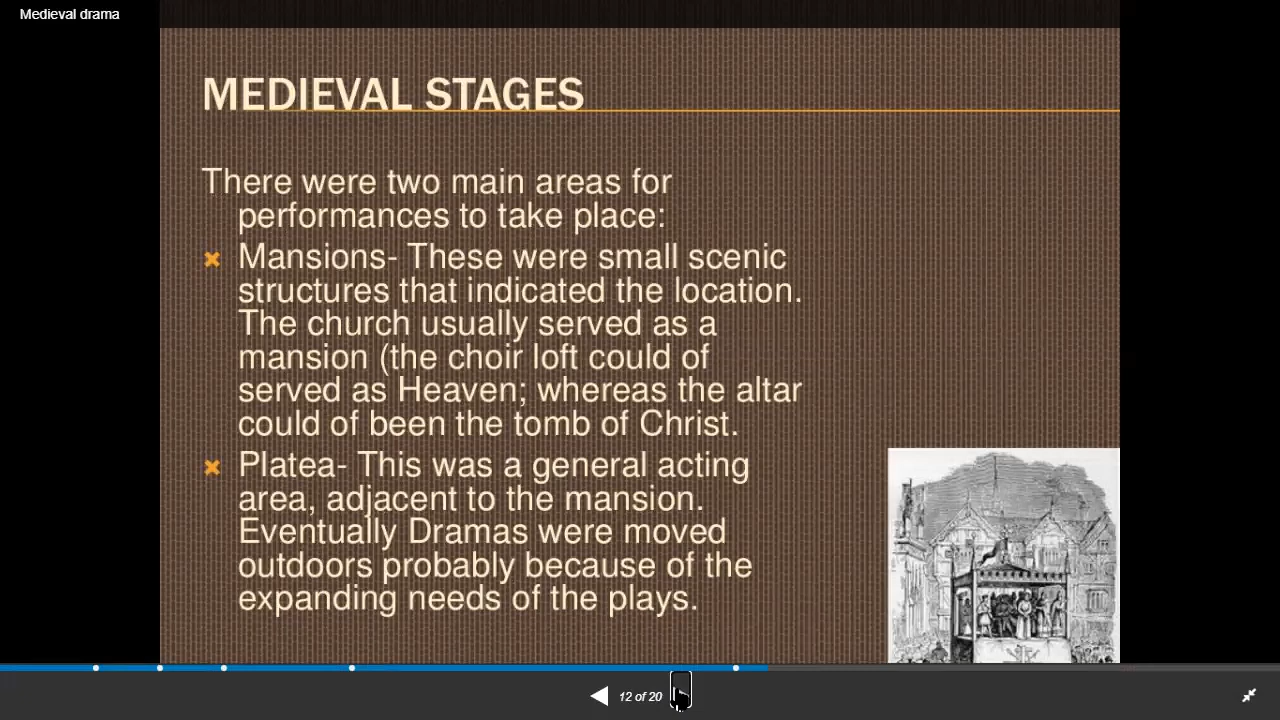 Medieval drama
MEDIEVAL STAGES
There were two main areas for
performances to take place:
Mansions- These were small scenic
structures that indicated the location.
The church usually served as a
mansion (the choir loft could of
served as Heaven; whereas the altar
could of been the tomb of Christ.
Platea- This was a general acting
area, adjacent to the mansion.
Eventually Dramas were moved
outdoors probably because of the
expanding needs of the plays.
12 of 20